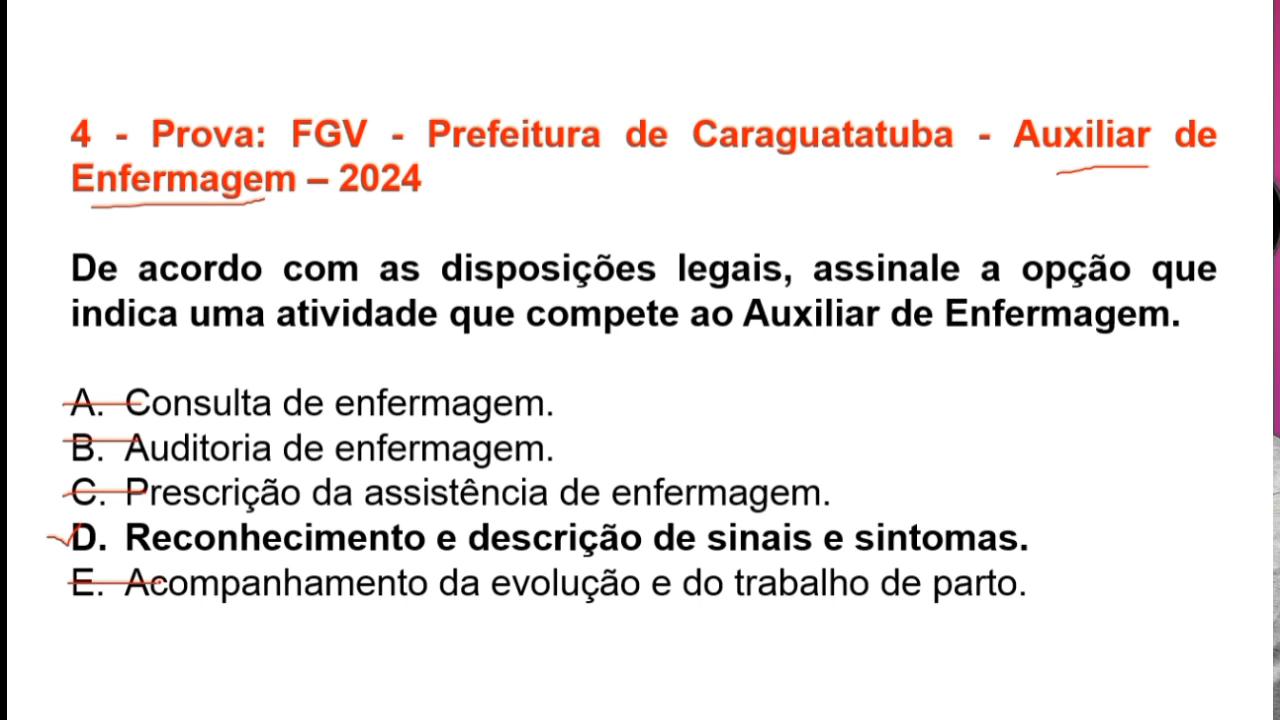 4 - Prova: FGV - Prefeitura de Caraguatatuba - Auxiliar de
Enfermagem – 2024
De acordo com as disposições legais, assinale a opção que
indica uma atividade que compete ao Auxiliar de Enfermagem.
A. Consulta de enfermagem.
B. Auditoria de enfermagem.
C. Prescrição da assistência de enfermagem.
D. Reconhecimento e descrição de sinais e sintomas.
E. Acompanhamento da evolução e do trabalho de parto.